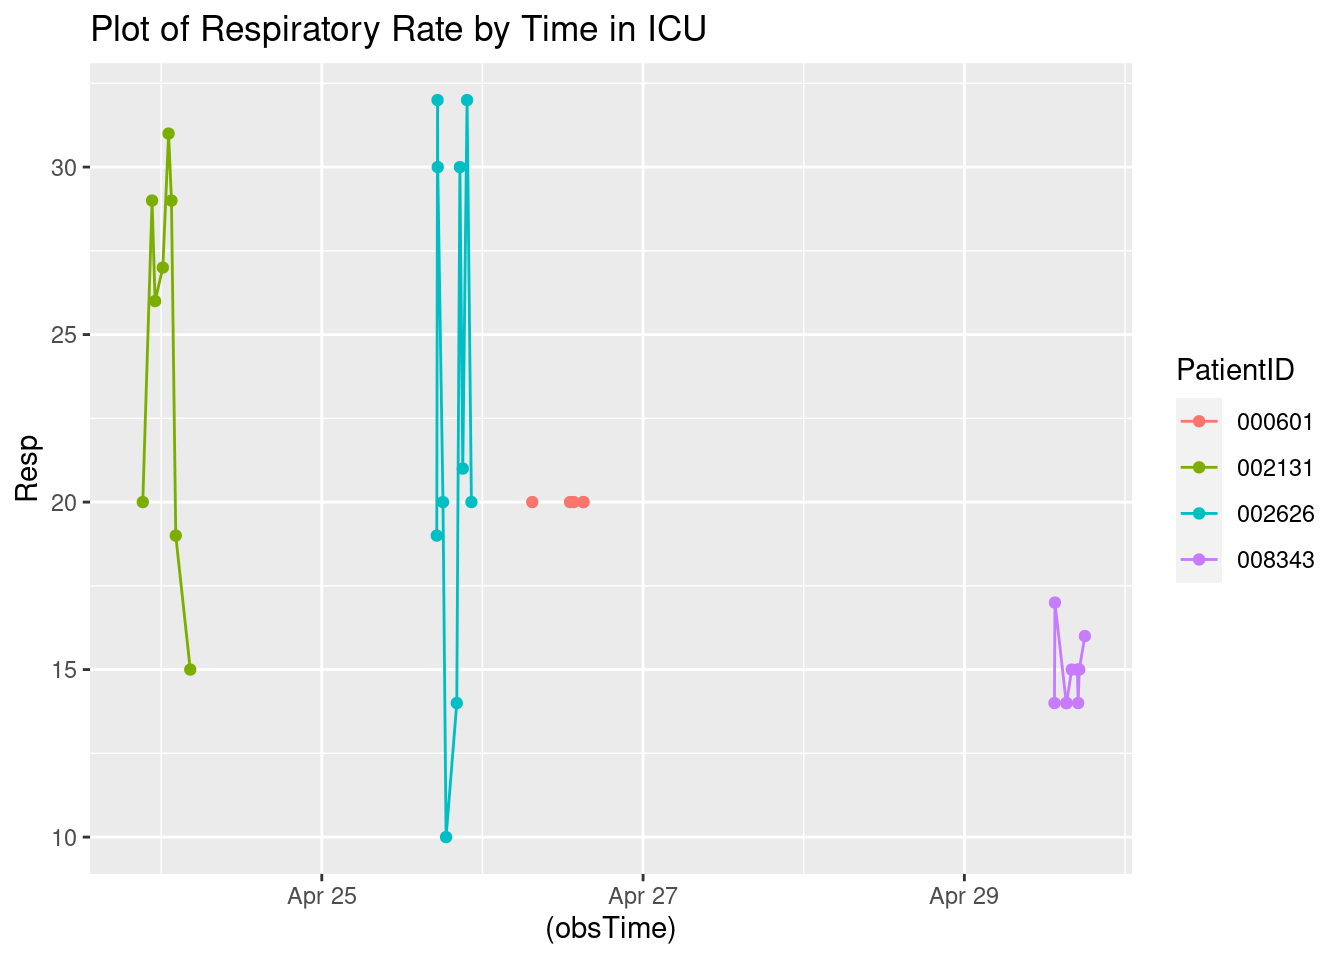 Plot of Respiratory Rate by Time in ICU
30
25
20
15
10
Resp
Apr 25
Apr 27
Apr 29
(obsTime)
PatientID
000601
002131
002626
008343